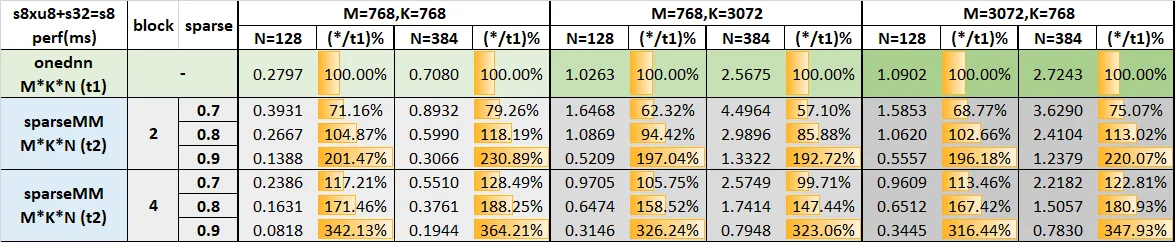 s8xu8+s32=s8 perf(ms) block sparse M=768,K=768 M=768,K=3072 M=3072,K=768
N=128 (*/t1)% N=384 (*/t1)% N=128 (*/t1)% N=384 (*/t1)% N=128 (*/t1)% N=384 (*/t1)%
onednn M*K*N (t1) - 0.2797 100.00% 0.7080 100.00% 1.0263 100.00% 2.5675 100.00% 1.0902 100.00% 2.7243 100.00%
sparseMM M*K*N (t2) 2 0.7 0.3931 71.16% 0.8932 79.26% 1.6468 62.32% 4.4964 57.10% 1.5853 68.77% 3.6290 75.07%
0.8 0.2667 104.87% 0.5990 118.19% 1.0869 94.42% 2.9896 85.88% 1.0620 102.66% 2.4104 113.02%
0.9 0.1388 201.47% 0.3066 230.89% 0.5209 197.04% 1.3322 192.72% 0.5557 196.18% 1.2379 220.07%
sparseMM M*K*N (t2) 4 0.7 0.2386 117.21% 0.5510 128.49% 0.9705 105.75% 2.5749 99.71% 0.9609 113.46% 2.2182 122.81%
0.8 0.1631 171.46% 0.3761 188.25% 0.6474 158.52% 1.7414 147.44% 0.6512 167.42% 1.5057 180.93%
0.9 0.0818 342.13% 0.1944 364.21% 0.3146 326.24% 0.7948 323.06% 0.3445 316.44% 0.7830 347.93%